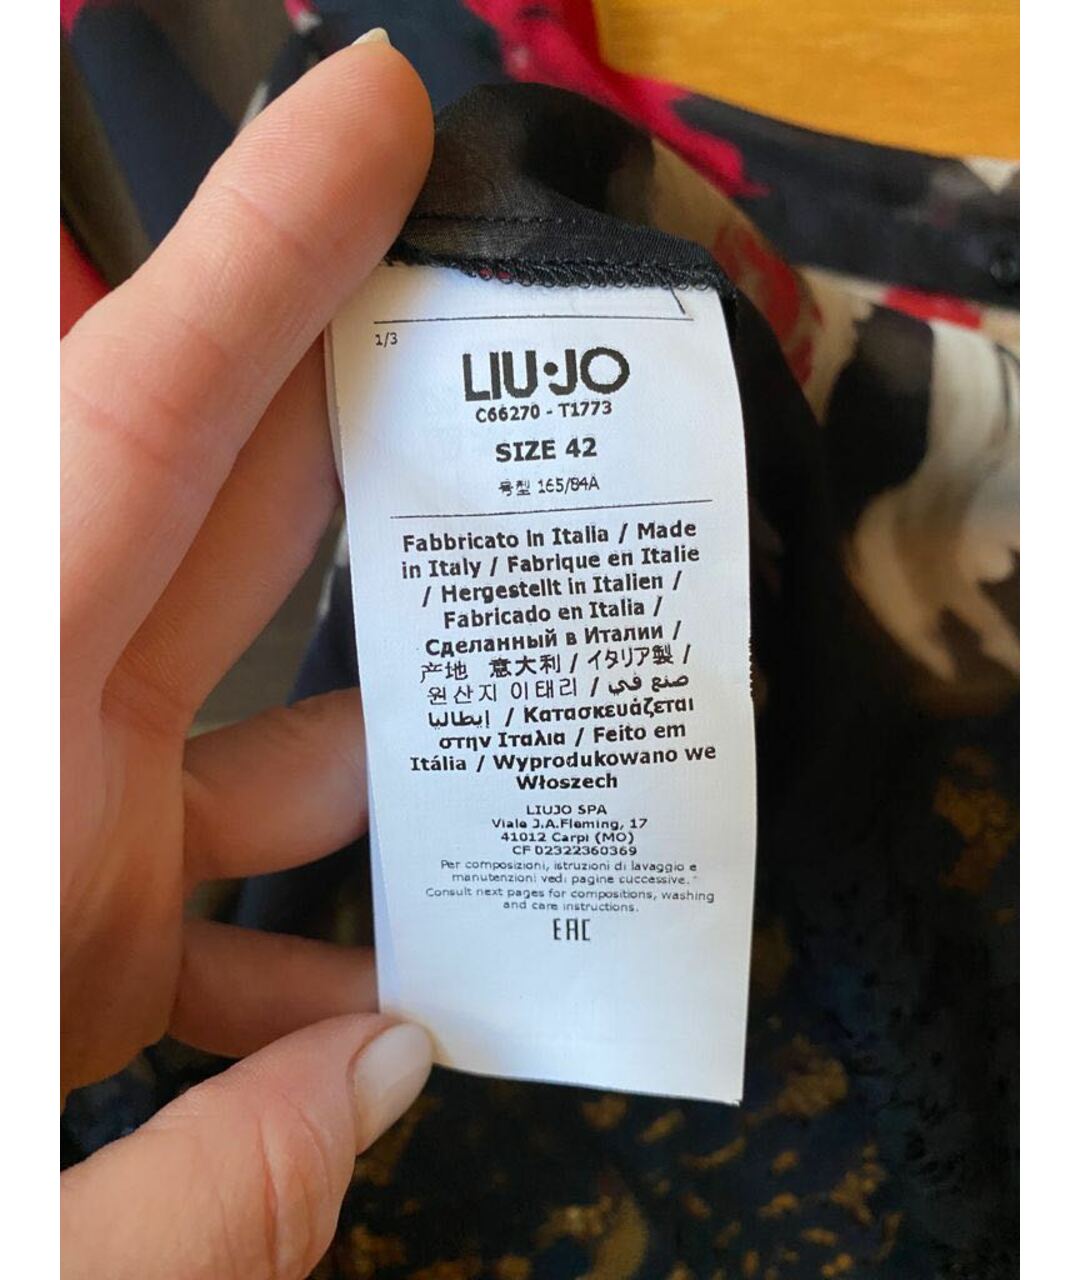 1/3
LIU·JO
C66270 - T1773
SIZE 42
号型 165/84A
Fabbricato in Italia / Made
in Italy / Fabrique en Italie
/ Hergestellt in Italien /
Fabricado en Italia /
Сделанный в Италии /
产地 意大利 / イタリア製 /
원산지 이태리 / صنع في
إيطاليا / Κατασκευάζεται
στην Ιταλια / Feito em
Itália / Wyprodukowano we
Włoszech
LIUJO SPA
Viale J.A.Fleming, 17
41012 Carpi (MO)
CF 02322360369
Per composizioni, istruzioni di lavaggio e
manutenzioni vedi pagine successive.
Consult next pages for compositions, washing
and care instructions.
EAC